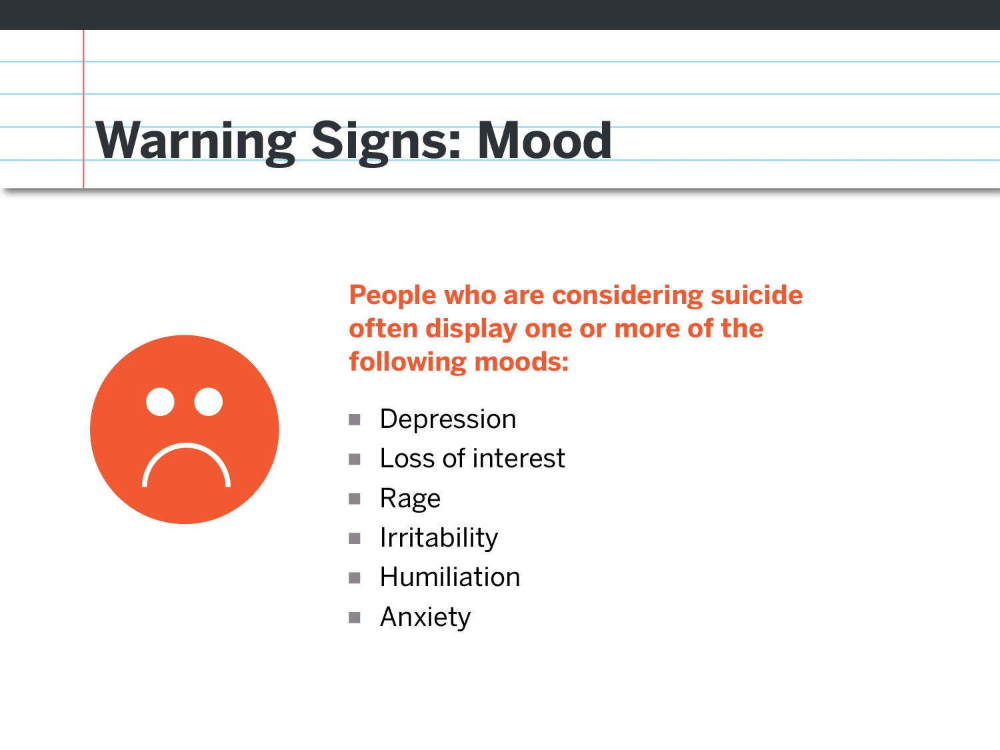 Warning Signs: Mood
People who are considering suicide
often display one or more of the
following moods:
Depression
Loss of interest
Rage
Irritability
Humiliation
Anxiety